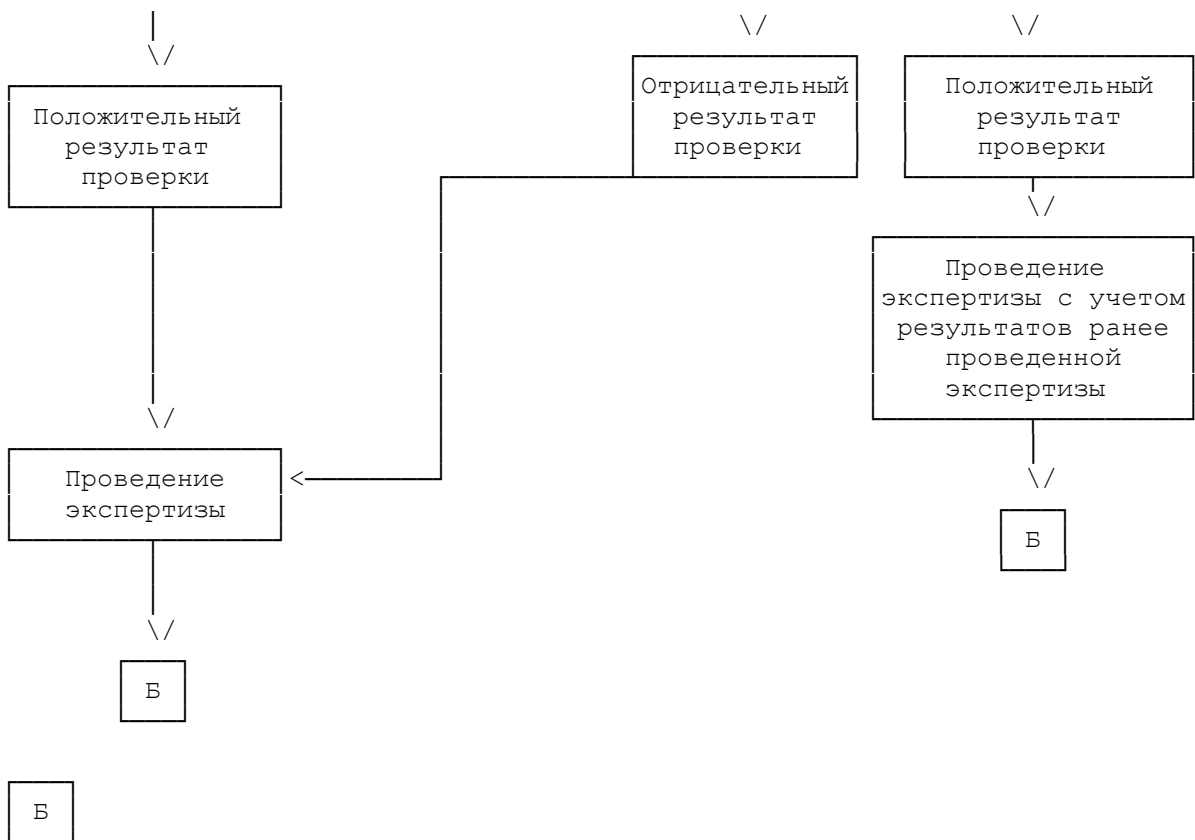 Положительный
результат
проверки
Отрицательный
результат
проверки
Положительный
результат
проверки
Проведение
экспертизы с учетом
результатов ранее
проведенной
экспертизы
Проведение
экспертизы
Б
Б
Б